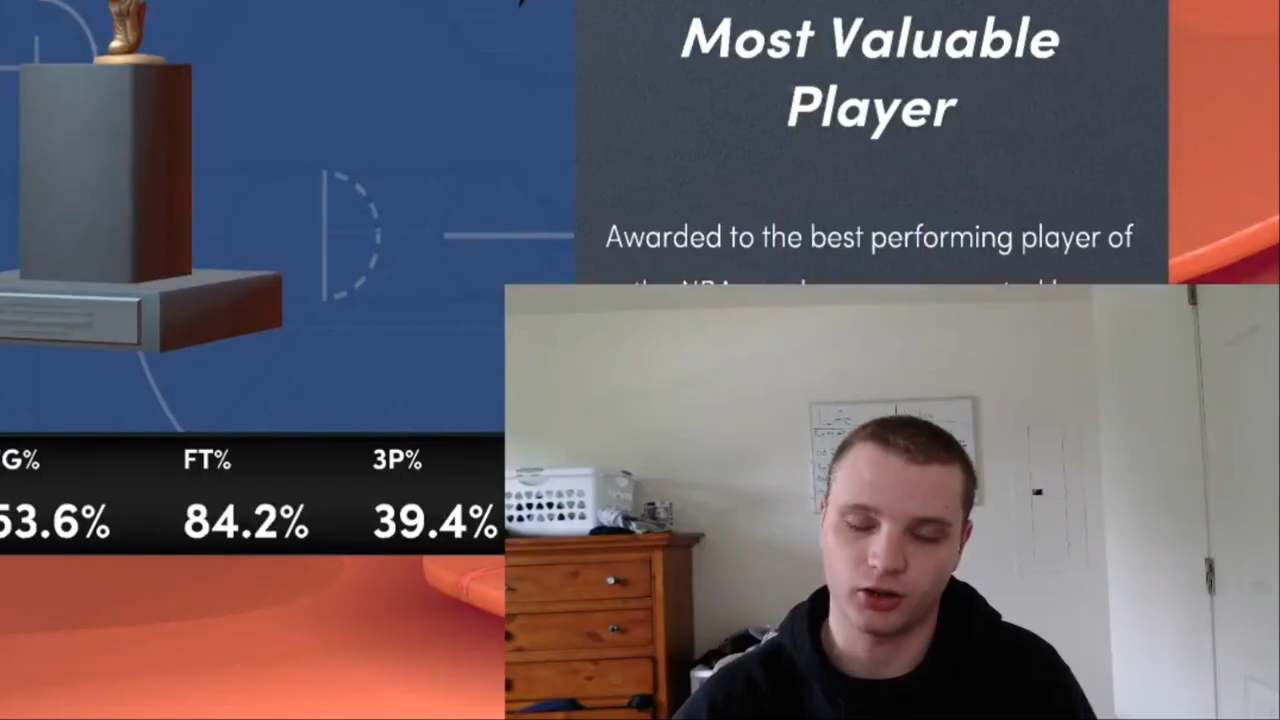 Most Valuable
Player
Awarded to the best performing player of
FT%
3P%
53.6%
84.2%
39.4%